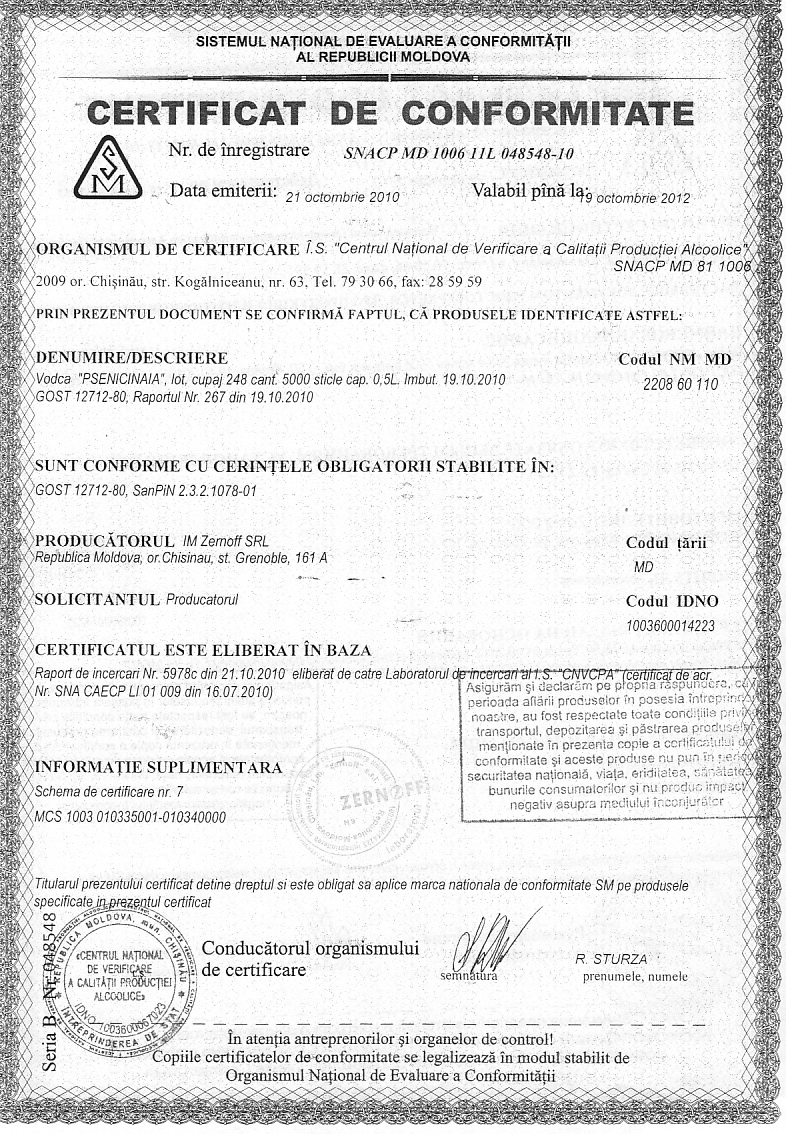 SISTEMUL NAȚIONAL DE EVALUARE A CONFORMITĂȚII
AL REPUBLICII MOLDOVA
CERTIFICAT DE CONFORMITATE
SM
Nr. de înregistrare SNACP MD 1006 11L 048548-10
Data emiterii: 21 octombrie 2010 Valabil pînă la: 19 octombrie 2012
ORGANISMUL DE CERTIFICARE Î.S. "Centrul Național de Verificare a Calitații Producției Alcoolice"
SNACP MD 81 1006
2009 or. Chișinău, str. Kogălniceanu, nr. 63, Tel. 79 30 66, fax: 28 59 59
PRIN PREZENTUL DOCUMENT SE CONFIRMĂ FAPTUL, CĂ PRODUSELE IDENTIFICATE ASTFEL:
DENUMIRE/DESCRIERE Codul NM MD
Vodca "PSENICINAIA", lot. cupaj 248 cant. 5000 sticle cap. 0,5L. Imbut. 19.10.2010
2208 60 110
GOST 12712-80, Raportul Nr. 267 din 19.10.2010
SUNT CONFORME CU CERINȚELE OBLIGATORII STABILITE ÎN:
GOST 12712-80, SanPiN 2.3.2.1078-01
PRODUCĂTORUL IM Zernoff SRL Codul țării
Republica Moldova, or.Chisinau, st. Grenoble, 161 A
MD
SOLICITANTUL Producatorul Codul IDNO
1003600014223
CERTIFICATUL ESTE ELIBERAT ÎN BAZA
Raport de incercari Nr. 5978c din 21.10.2010 eliberat de catre Laboratorul de incercari al I.S. "CNVCPA" (certificat de acr.
Nr. SNA CAECP LI 01 009 din 16.07.2010)
Asigurăm și declarăm pe propria răspundere, că
perioada aflării produselor în posesia întreprinderii
noastre, au fost respectate toate condițiile privind
transportul, depozitarea și păstrarea produselor
menționate în prezenta copie a certificatului de
conformitate și aceste produse nu pun în pericol
securitatea națională, viața, eriditatea, sănătatea
bunurile consumatorilor și nu produc impact
negativ asupra mediului înconjurător
ZERNOFF
INFORMAȚIE SUPLIMENTARA
Schema de certificare nr. 7
MCS 1003 010335001-010340000
Titularul prezentului certificat detine dreptul si este obligat sa aplice marca nationala de conformitate SM pe produsele
specificate in prezentul certificat
Seria B Nr. 048548
REPUBLICA MOLDOVA, mun. CHIȘINĂU
«CENTRUL NAȚIONAL
DE VERIFICARE
A CALITĂȚII PRODUCȚIEI
ALCOOLICE»
IDNO 1003600067023
ÎNTREPRINDEREA DE STAT
Conducătorul organismului
de certificare
semnătura
R. STURZA
prenumele, numele
În atenția antreprenorilor și organelor de control!
Copiile certificatelor de conformitate se legalizează în modul stabilit de
Organismul Național de Evaluare a Conformității